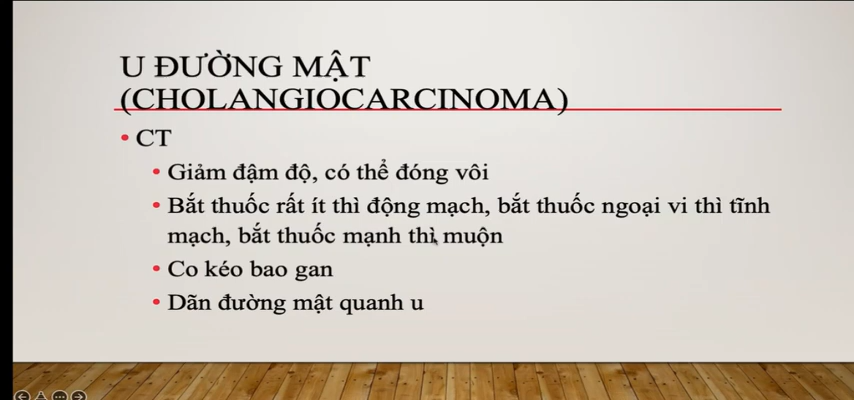 U ĐƯỜNG MẬT
(CHOLANGIOCARCINOMA)
• CT
• Giảm đậm độ, có thể đóng vôi
• Bắt thuốc rất ít thì động mạch, bắt thuốc ngoại vi thì tĩnh
mạch, bắt thuốc mạnh thì muộn
• Co kéo bao gan
• Dãn đường mật quanh u